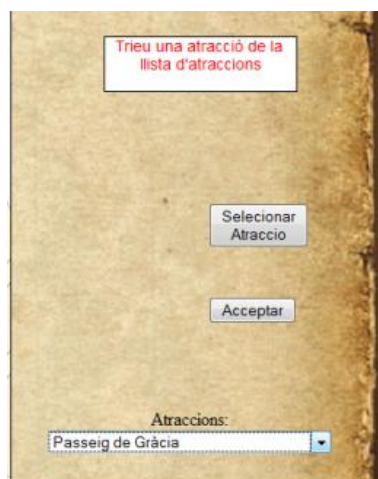 Trieu una atracció de la
llista d'atraccions
Selecionar
Atraccio
Acceptar
Atraccions:
Passeig de Gràcia